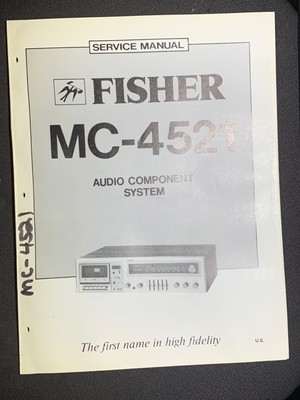 SERVICE MANUAL
FISHER
MC-4521
AUDIO COMPONENT
SYSTEM
MC-4521
The first name in high fidelity
U.S.